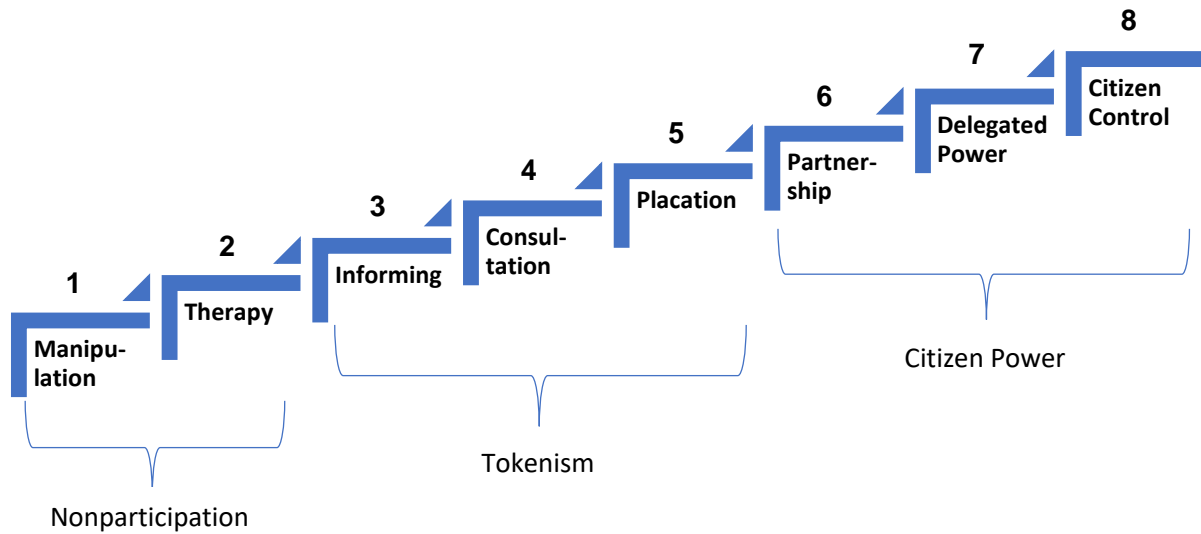 1
Manipu-
lation
2
Therapy
3
Informing
4
Consul-
tation
5
Placation
6
Partner-
ship
7
Delegated
Power
8
Citizen
Control
Nonparticipation
Tokenism
Citizen Power